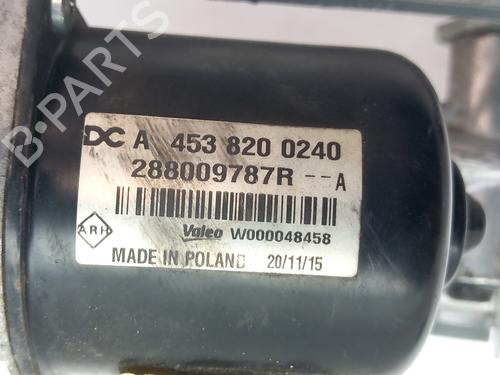 B-PARTS
DC A 453 820 0240
288009787R -- A
ARH
Valeo W000048458
MADE IN POLAND 20/11/15